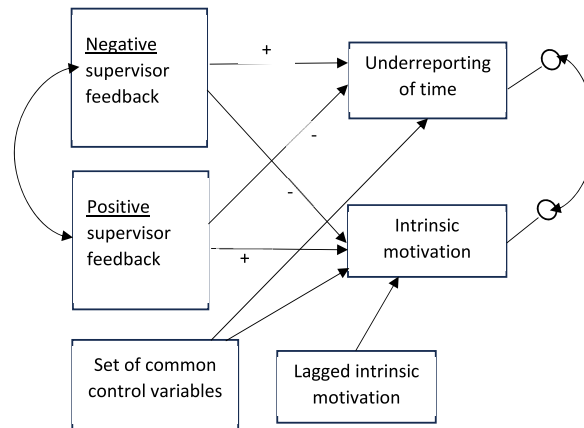 Negative
supervisor
feedback
+
Underreporting
of time
-
-
Positive
supervisor
feedback
+
Intrinsic
motivation
Set of common
control variables
Lagged intrinsic
motivation